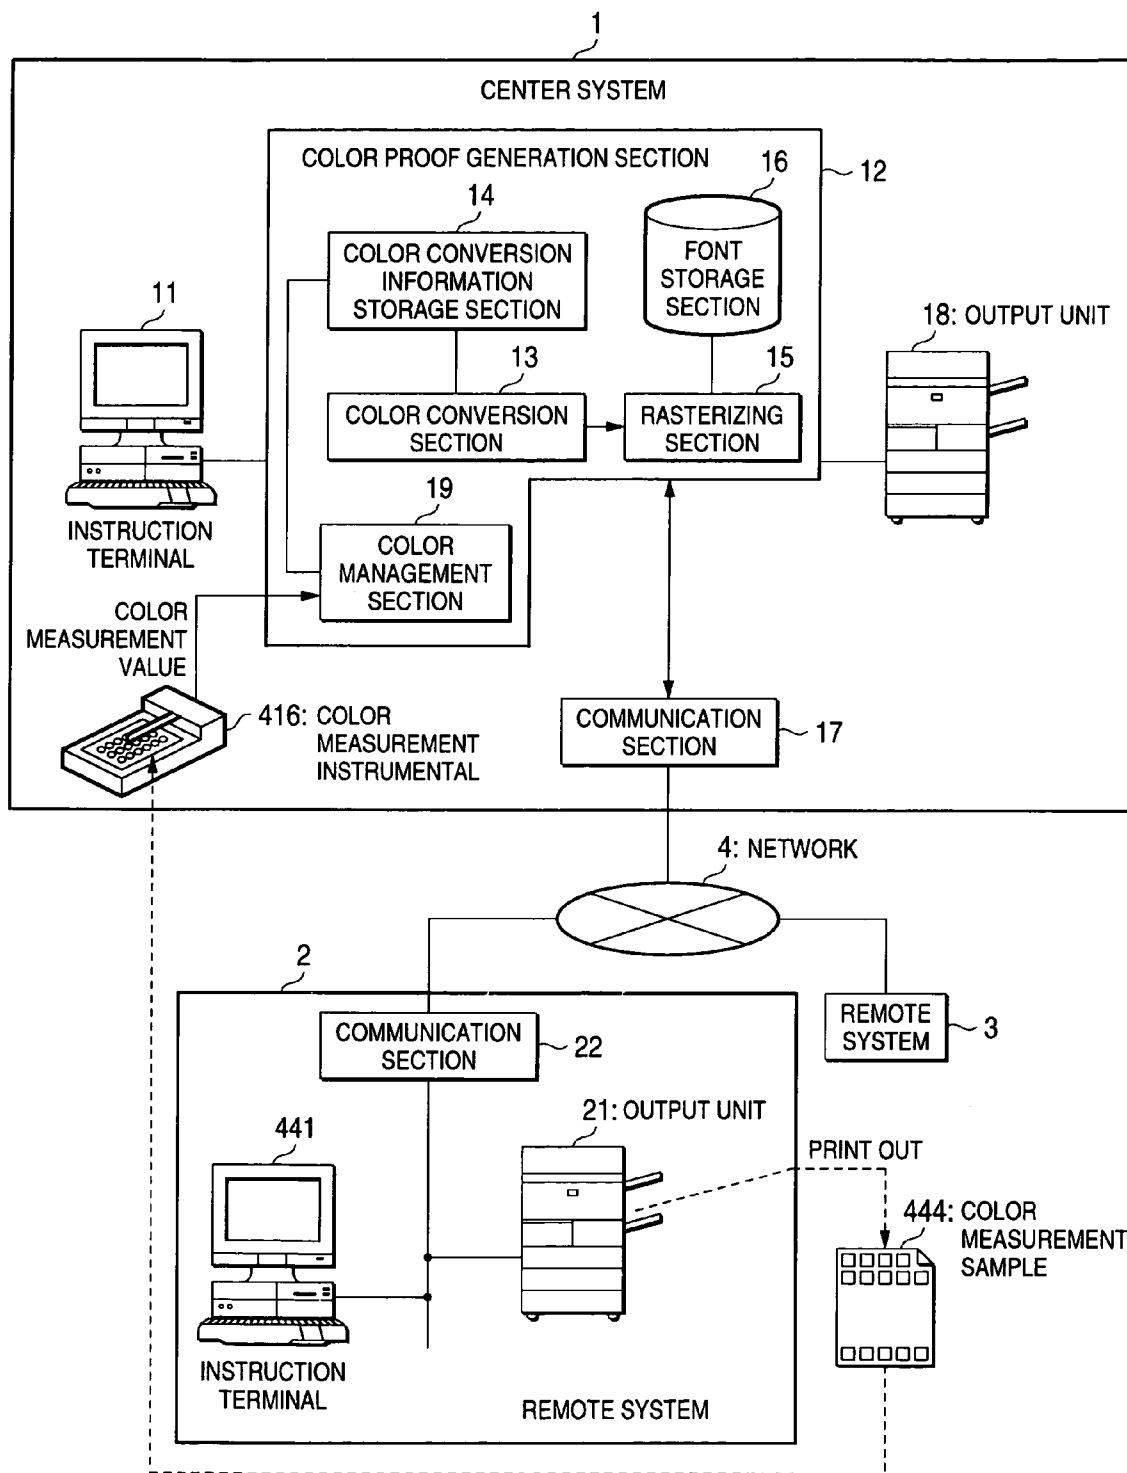 1
CENTER SYSTEM
COLOR PROOF GENERATION SECTION
12
14
16
COLOR CONVERSION
INFORMATION
STORAGE SECTION
FONT
STORAGE
SECTION
11
18: OUTPUT UNIT
13
15
COLOR CONVERSION
SECTION
RASTERIZING
SECTION
INSTRUCTION
TERMINAL
19
COLOR
MANAGEMENT
SECTION
COLOR
MEASUREMENT
VALUE
416: COLOR
MEASUREMENT
INSTRUMENTAL
COMMUNICATION
SECTION
17
4: NETWORK
2
COMMUNICATION
SECTION
22
REMOTE
SYSTEM
3
441
21: OUTPUT UNIT
PRINT OUT
444: COLOR
MEASUREMENT
SAMPLE
INSTRUCTION
TERMINAL
REMOTE SYSTEM